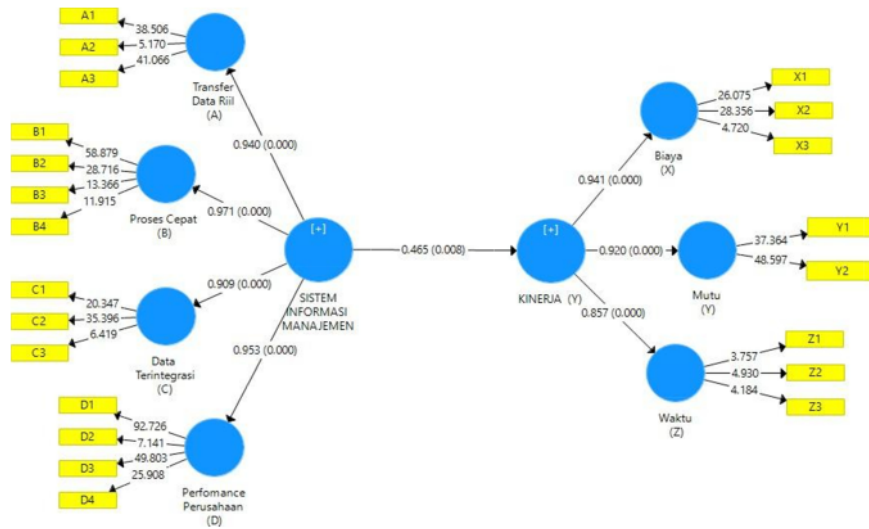 A1
A2
A3
38.506
5.170
41.066
Transfer
Data Riil
(A)
0.940 (0.000)
B1
B2
B3
B4
58.879
28.716
13.366
11.915
Proses Cepat
(B)
0.971 (0.000)
C1
C2
C3
20.347
35.396
6.419
Data
Terintegrasi
(C)
0.909 (0.000)
D1
D2
D3
D4
92.726
7.141
49.803
25.908
Perfomance
Perusahaan
(D)
0.953 (0.000)
[+]
SISTEM
INFORMASI
MANAJEMEN
0.465 (0.008)
[+]
KINERJA (Y)
0.941 (0.000)
Biaya
(X)
26.075
28.356
4.720
X1
X2
X3
0.920 (0.000)
Mutu
(Y)
37.364
48.597
Y1
Y2
0.857 (0.000)
Waktu
(Z)
3.757
4.930
4.184
Z1
Z2
Z3